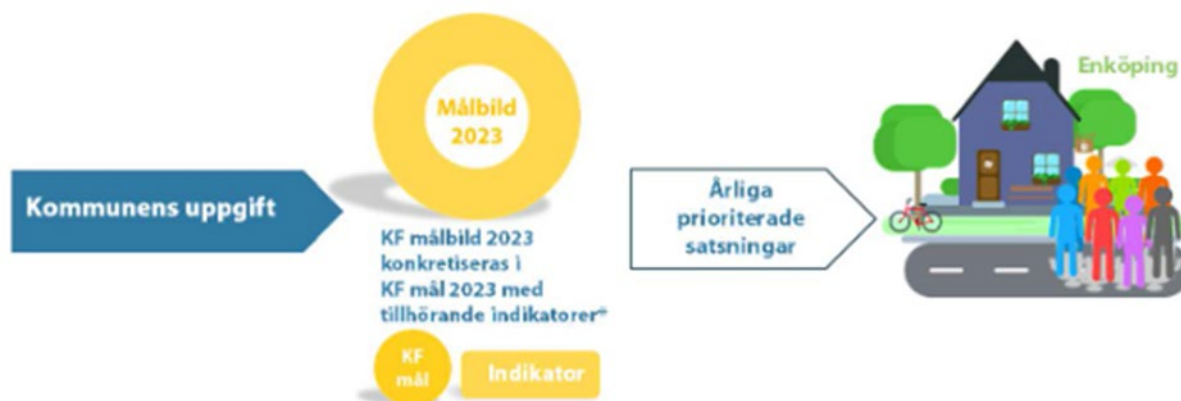 Kommunens uppgift
Målbild
2023
KF målbild 2023
konkretiseras i
KF mål 2023 med
tillhörande indikatorer*
KF
mål
Indikator
Årliga
prioriterade
satsningar
Enköping